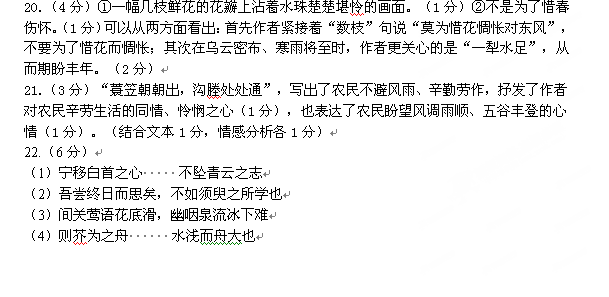 20.（4 分）①一幅几枝鲜花的花瓣上沾着水珠楚楚堪怜的画面。（1 分）②不是为了惜春
伤怀。（1 分）可以从两方面看出：首先作者紧接着“数枝”句说“莫为惜花惆怅对东风”，
不要为了惜花而惆怅；其次在乌云密布、寒雨将至时，作者更关心的是“一犁水足”，从
而期盼丰年。（2 分）
21.（3 分）“蓑笠朝朝出，沟塍处处通”，写出了农民不避风雨、辛勤劳作，抒发了作者
对农民辛劳生活的同情、怜悯之心（1 分），也表达了农民盼望风调雨顺、五谷丰登的心
情（1 分）。（结合文本 1 分，情感分析各 1 分）
22.（6 分）
（1）宁移白首之心·····不坠青云之志
（2）吾尝终日而思矣，不如须臾之所学也
（3）间关莺语花底滑，幽咽泉流冰下难
（4）则芥为之舟······水浅而舟大也